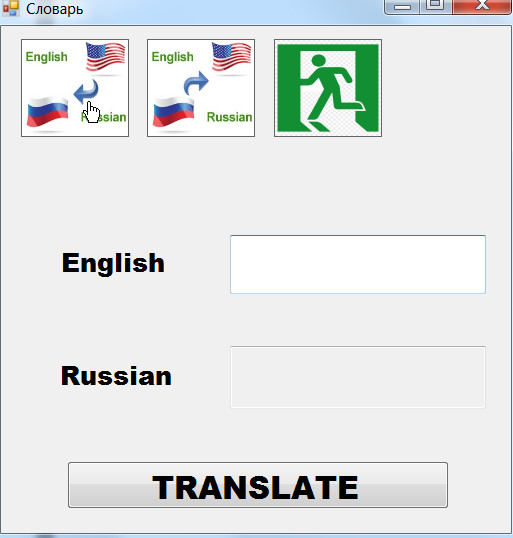 Словарь
English
Russian
English
Russian
English
Russian
TRANSLATE